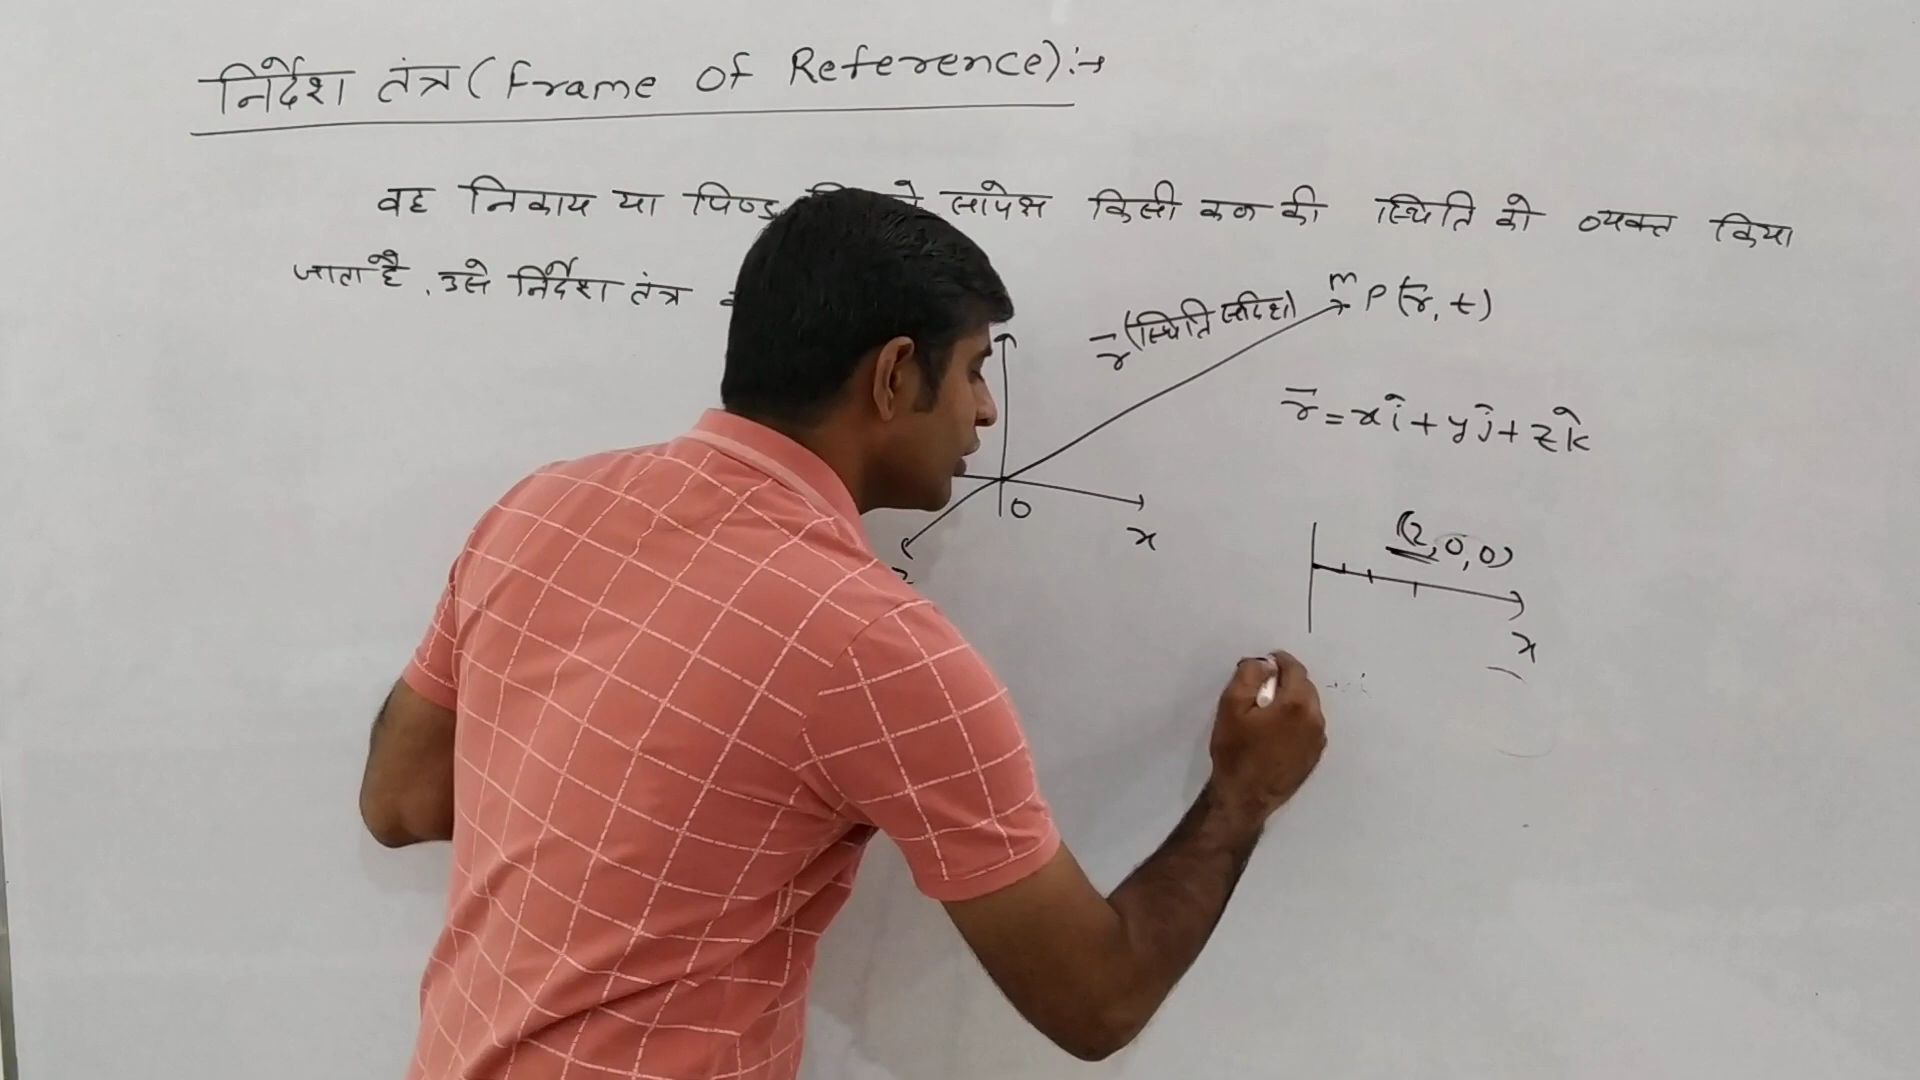 निर्देश तंत्र (Frame of Reference):→
वह निकाय या पिण्ड सापेक्ष किसी कण की स्थिति को व्यक्त किया
जाता है, उसे निर्देश तंत्र
m
P(r̄, t)
r̄ (स्थिति सदिश)
r̄ = xî + yĵ + zk̂
O
x
(2,0,0)
x